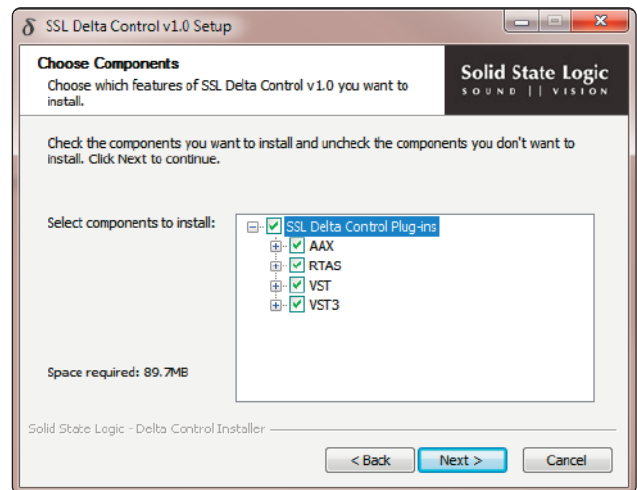 δ SSL Delta Control v1.0 Setup
Choose Components
Choose which features of SSL Delta Control v1.0 you want to
install.
Solid State Logic
SOUND || VISION
Check the components you want to install and uncheck the components you don't want to
install. Click Next to continue.
Select components to install:
SSL Delta Control Plug-ins
AAX
RTAS
VST
VST3
Space required: 89.7MB
Solid State Logic - Delta Control Installer
< Back
Next >
Cancel